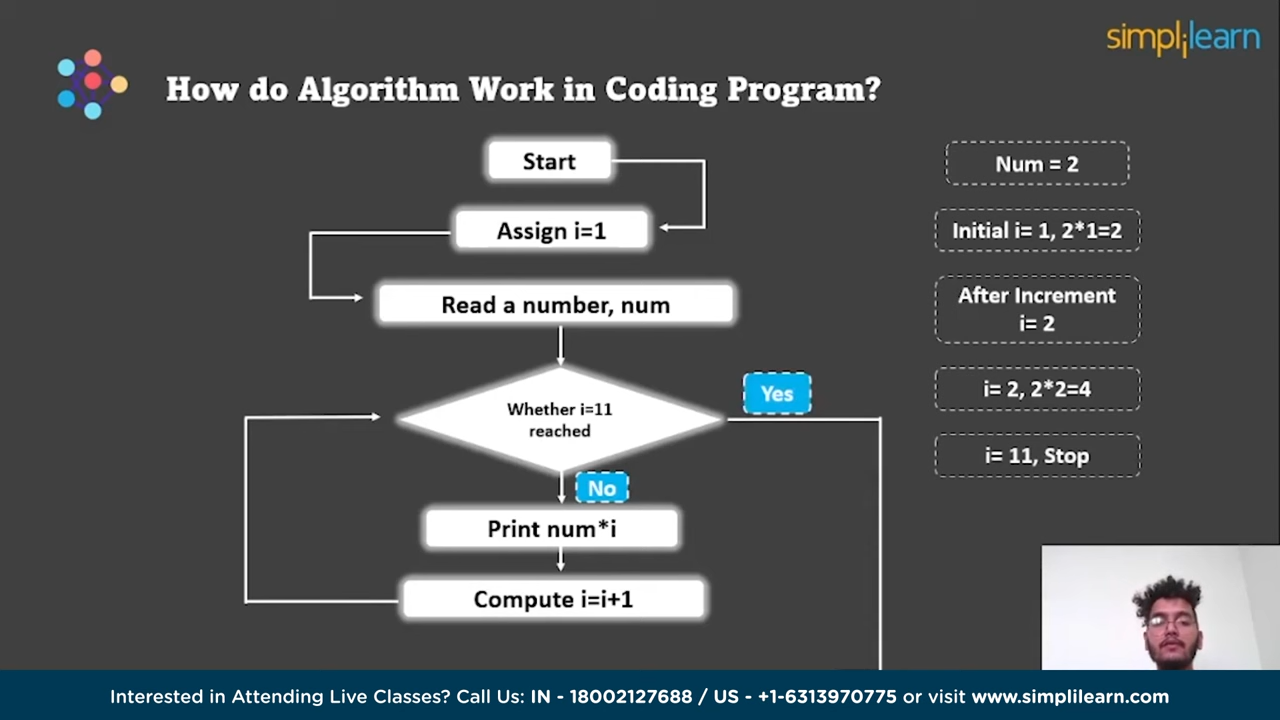 simplilearn
How do Algorithm Work in Coding Program?
Start
Assign i=1
Read a number, num
Whether i=11
reached
Yes
No
Print num*i
Compute i=i+1
Num = 2
Initial i= 1, 2*1=2
After Increment
i= 2
i= 2, 2*2=4
i= 11, Stop
Interested in Attending Live Classes? Call Us: IN - 18002127688 / US - +1-6313970775 or visit www.simplilearn.com